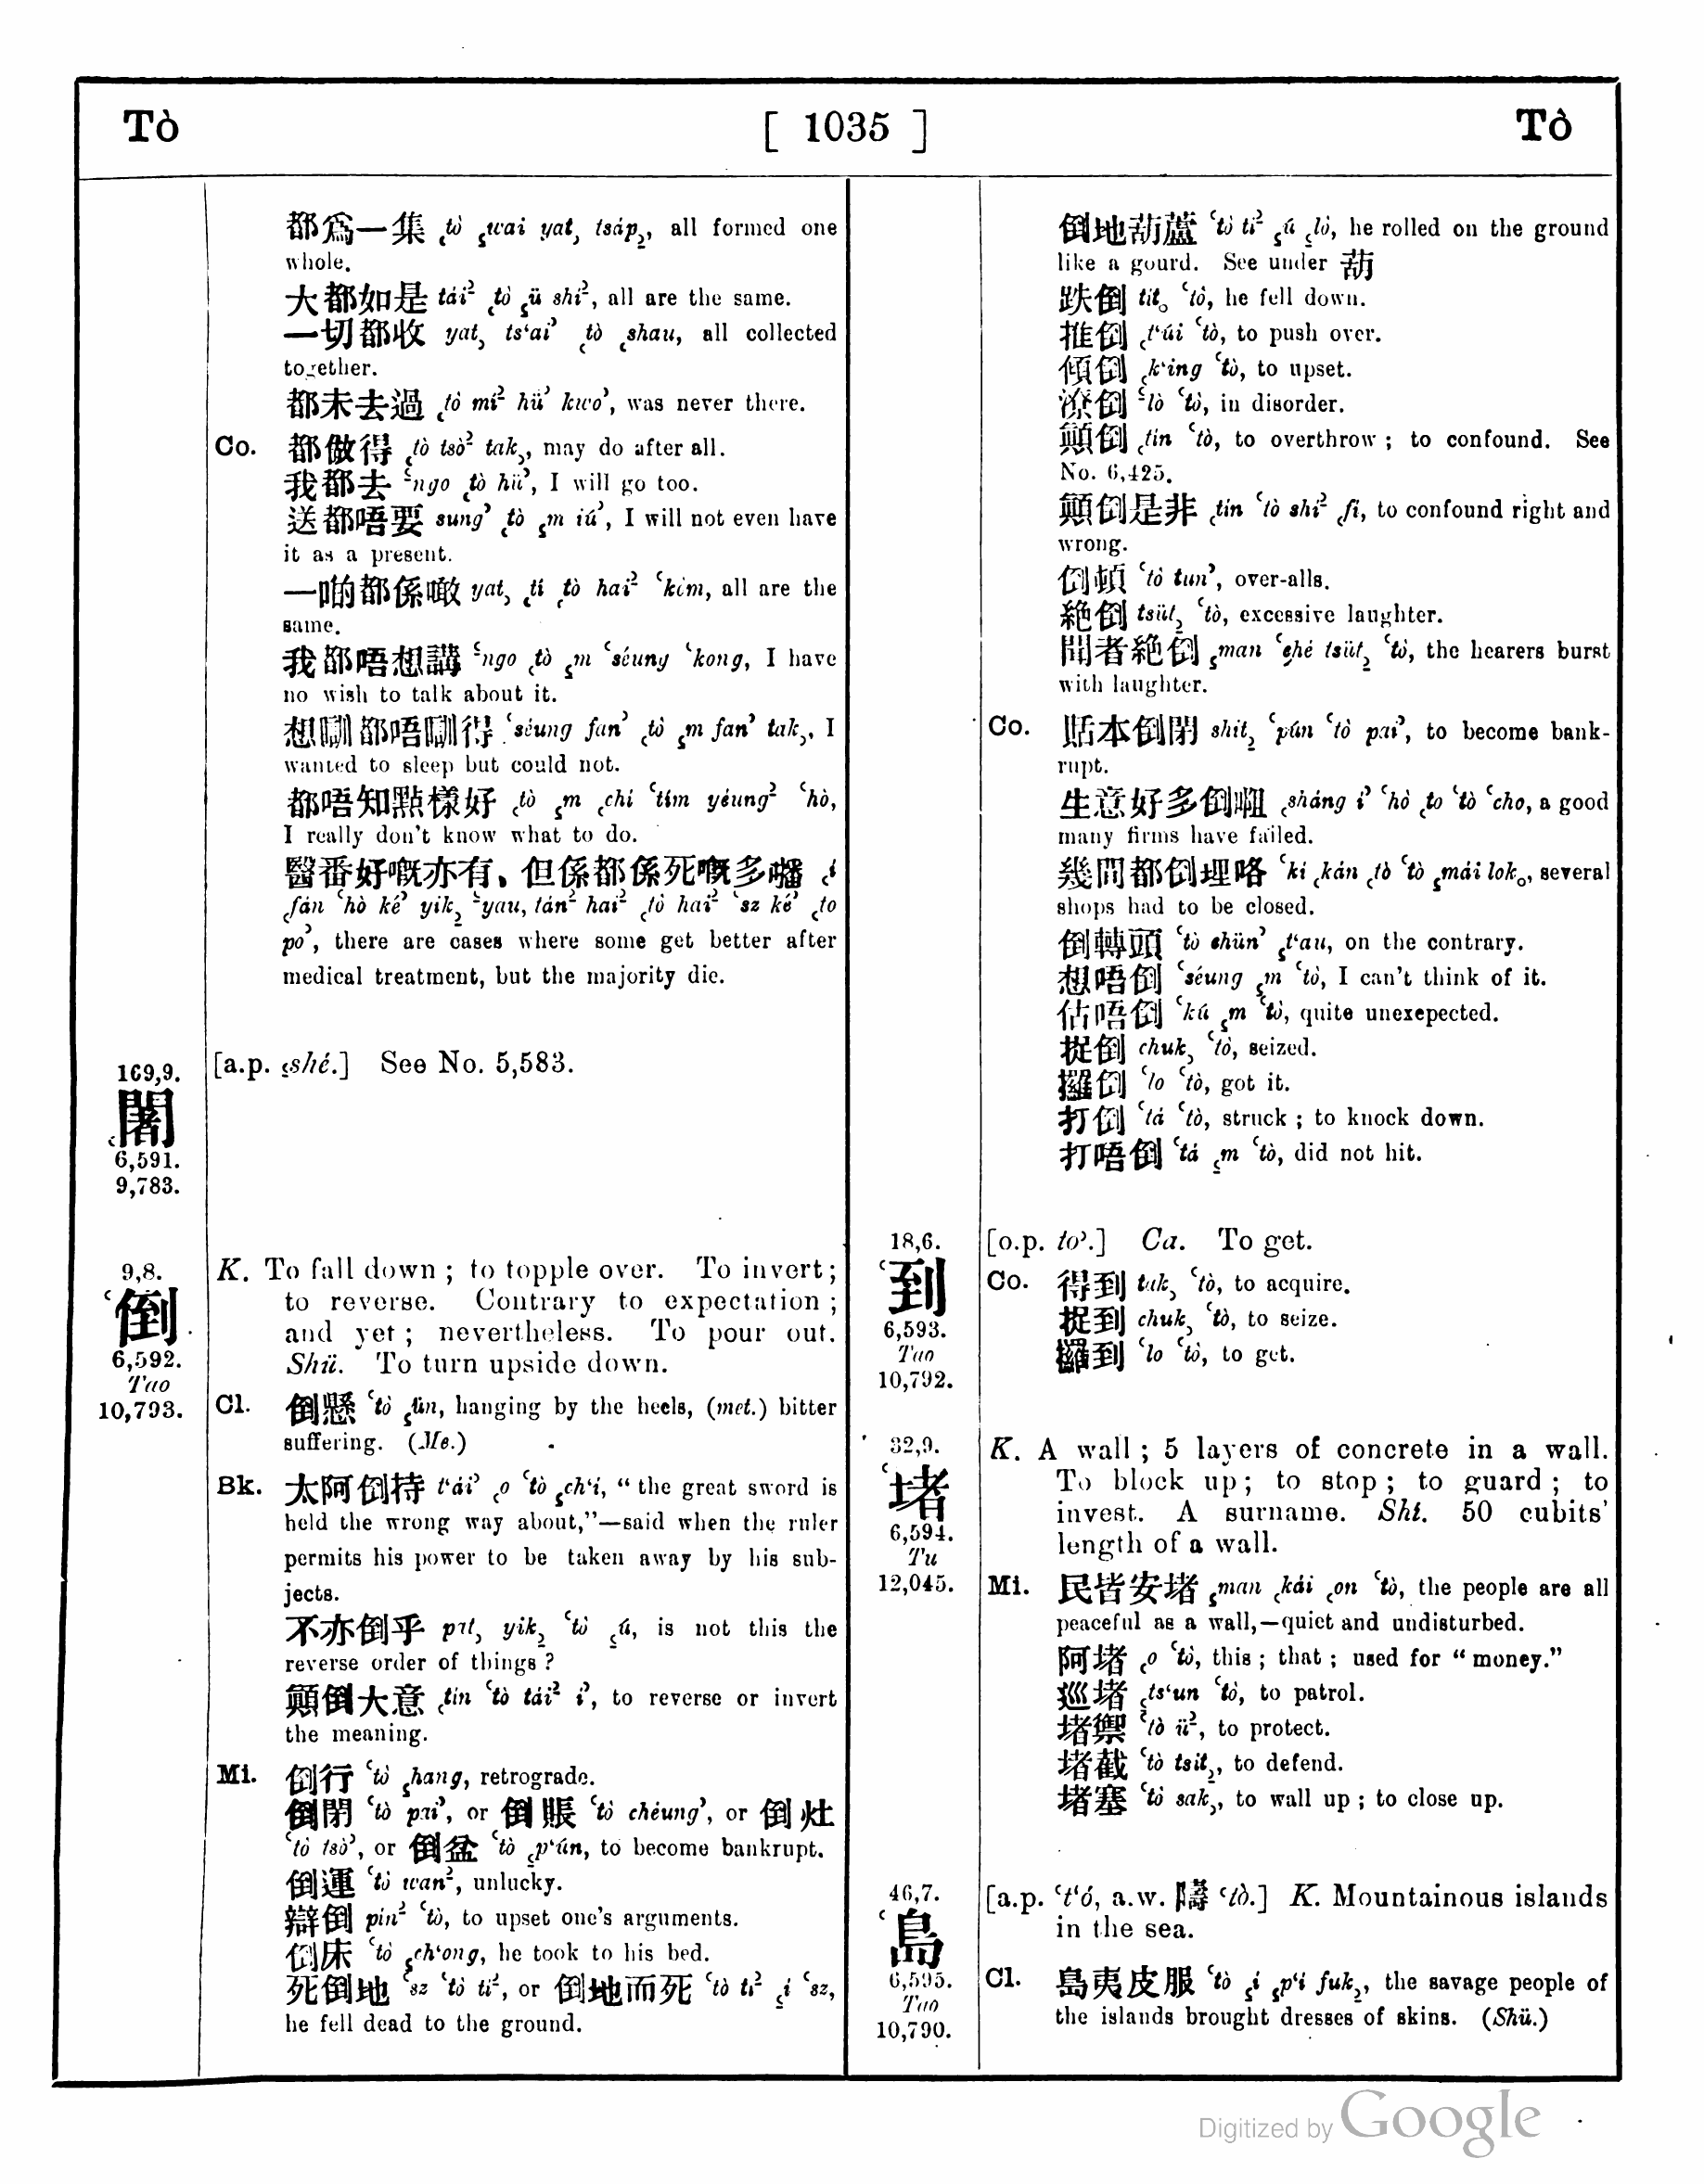 Tò [ 1035 ] Tô
都爲一集 ꜀tò ꜁wai yat꜆ tsáp꜇, all formed one
whole.
大都如是 tái² ꜀tò ꜁ü shi², all are the same.
一切都收 yat꜆ ts‘ai꜄ ꜀tò ꜀shau, all collected
together.
都未去過 ꜀tô mí² hü꜄ kwo꜄, was never there.
Co. 都做得 ꜀tò tsò² tak꜆, may do after all.
我都去 ꜃ngo ꜀tò hü꜄, I will go too.
送都唔要 sung꜄ ꜀tò ꜁m iú꜄, I will not even have
it as a present.
一啲都係噉 yat꜆ ꜀tí ꜀tò hai² ꜂kòm, all are the
same.
我都唔想講 ꜃ngo ꜀tò ꜁m ꜂séung ꜂kong, I have
no wish to talk about it.
想瞓都唔瞓得 ꜂séung fan꜄ ꜀tò ꜁m fan꜄ tak꜆, I
wanted to sleep but could not.
都唔知點樣好 ꜀tò ꜁m ꜀chí ꜂tím yéung² ꜂hò,
I really don't know what to do.
醫番好嘅亦有、但係都係死嘅多噃 ꜀í
꜀fán ꜂hò ké꜄ yik꜇ ꜃yau, tán² hai² ꜀tò hai² ꜂sz ké꜄ ꜀to
po꜄, there are cases where some get better after
medical treatment, but the majority die.
169,9.
闍
6,591.
9,783.
[a.p. ꜁shé.] See No. 5,583.
9,8.
꜂倒
6,592.
Tao
10,793.
K. To fall down ; to topple over. To invert ;
to reverse. Contrary to expectation ;
and yet ; nevertheless. To pour out.
Shü. To turn upside down.
Cl. 倒懸 ꜂tò ꜁ün, hanging by the heels, (met.) bitter
suffering. (Me.)
Bk. 太阿倒持 t‘ái꜄ ꜀o ꜂tò ꜁ch‘i, “ the great sword is
held the wrong way about,”—said when the ruler
permits his power to be taken away by his sub-
jects.
不亦倒乎 pat꜆ yik꜇ ꜂tò ꜁ú, is not this the
reverse order of things ?
顚倒大意 ꜀tín ꜂tò tái² í꜄, to reverse or invert
the meaning.
Mi. 倒行 ꜂tò ꜁hang, retrograde.
倒閉 ꜂tò pai꜄, or 倒賬 ꜂tò chéung꜄, or 倒灶
꜂tò tsò꜄, or 倒盆 ꜂tò ꜁p‘ún, to become bankrupt.
倒運 ꜂tò wan², unlucky.
辯倒 pín² ꜂tò, to upset one's arguments.
倒床 ꜂tò ꜁ch‘ong, he took to his bed.
死倒地 ꜂sz ꜂tò tí², or 倒地而死 ꜂tò tí² ꜁í ꜂sz,
he fell dead to the ground.
倒地葫蘆 ꜂tò tí² ꜁ú ꜁lò, he rolled on the ground
like a gourd. See under 葫
跌倒 tít꜀ ꜂tò, he fell down.
推倒 ꜀t‘úi ꜂tò, to push over.
傾倒 ꜀k‘ing ꜂tò, to upset.
潦倒 ꜃lò ꜂tò, in disorder.
顚倒 ꜀tín ꜂tò, to overthrow ; to confound. See
No. 6,425.
顚倒是非 ꜀tín ꜂tò shí² ꜀fí, to confound right and
wrong.
倒頓 ꜂tò tun꜄, over-alls.
絶倒 tsüt꜇ ꜂tò, excessive laughter.
聞者絶倒 ꜁man ꜂ché tsüt꜇ ꜂tò, the hearers burst
with laughter.
Co. 貼本倒閉 shít꜇ ꜂pún ꜂tò pai꜄, to become bank-
rupt.
生意好多倒咀 ꜀sháng í꜄ ꜂hò ꜀to ꜂tò ꜂cho, a good
many firms have failed.
幾間都倒埋咯 ꜂kí ꜀kán ꜀tò ꜂tò ꜁mái lok꜀, several
shops had to be closed.
倒轉頭 ꜂tò chün꜄ ꜁t‘au, on the contrary.
想唔倒 ꜂séung ꜁m ꜂tò, I can't think of it.
估唔倒 ꜂kú ꜁m ꜂tò, quite unexepected.
捉倒 chuk꜆ ꜂tò, seized.
攞倒 ꜂lo ꜂tò, got it.
打倒 ꜂tá ꜂tò, struck ; to knock down.
打唔倒 ꜂tá ꜁m ꜂tò, did not hit.
18,6.
꜂到
6,593.
Tao
10,792.
[o.p. to꜄.] Ca. To get.
Co. 得到 tak꜆ ꜂tò, to acquire.
捉到 chuk꜆ ꜂tò, to seize.
攞到 ꜂lo ꜂tò, to get.
32,9.
꜂堵
6,594.
Tu
12,045.
K. A wall ; 5 layers of concrete in a wall.
To block up ; to stop ; to guard ; to
invest. A surname. Shi. 50 cubits'
length of a wall.
Mi. 民皆安堵 ꜁man ꜀kái ꜀on ꜂tò, the people are all
peaceful as a wall,—quiet and undisturbed.
阿堵 ꜀o ꜂tò, this ; that ; used for “ money.”
巡堵 ꜁ts‘un ꜂tò, to patrol.
堵禦 ꜂tò ü², to protect.
堵截 ꜂tò tsít꜇, to defend.
堵塞 ꜂tò sak꜆, to wall up ; to close up.
46,7.
꜂島
6,595.
Tao
10,790.
[a.p. ꜂t‘ó, a.w. 隯 ꜂tò.] K. Mountainous islands
in the sea.
Cl. 島夷皮服 ꜂tò ꜁í ꜁p‘í fuk꜇, the savage people of
the islands brought dresses of skins. (Shü.)
Digitized by Google